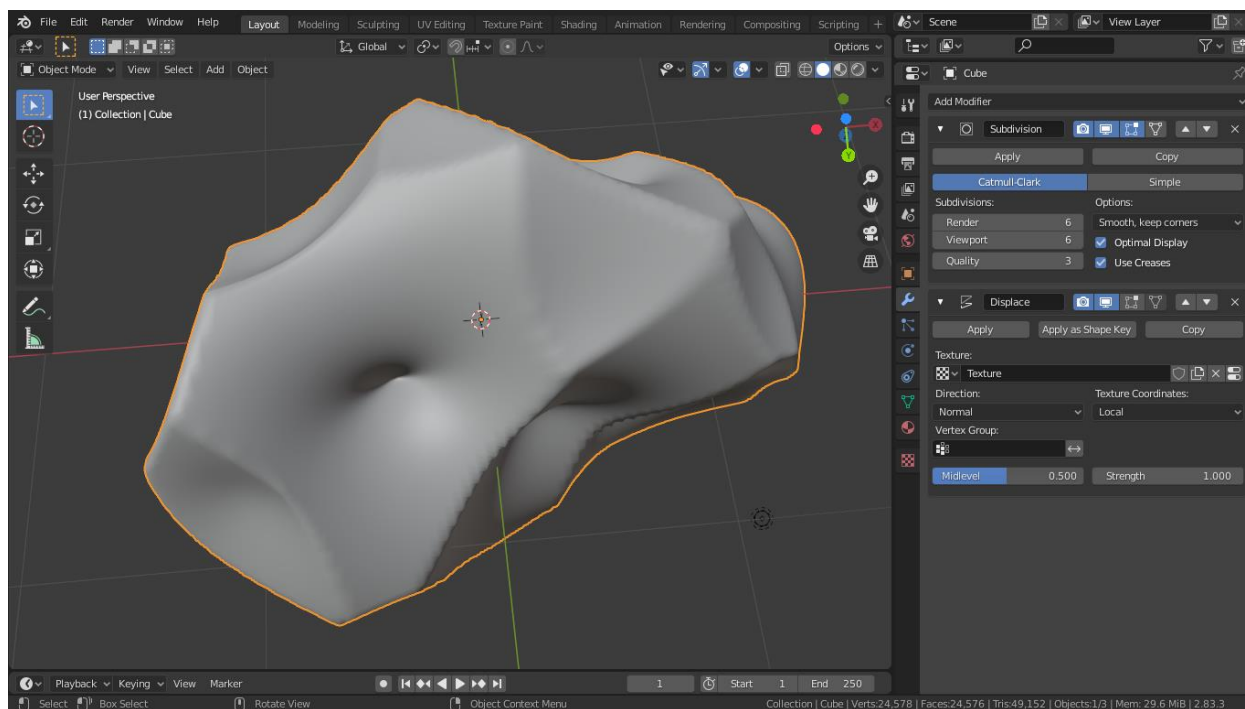 File Edit Render Window Help Layout Modeling Sculpting UV Editing Texture Paint Shading Animation Rendering Compositing Scripting + Scene View Layer
Global Options
Object Mode View Select Add Object Cube
User Perspective
(1) Collection | Cube
X
Y
Add Modifier
Subdivision
Apply Copy
Catmull-Clark Simple
Subdivisions: Options:
Render 6 Smooth, keep corners
Viewport 6 Optimal Display
Quality 3 Use Creases
Displace
Apply Apply as Shape Key Copy
Texture:
Texture
Direction: Texture Coordinates:
Normal Local
Vertex Group:
Midlevel 0.500 Strength 1.000
Playback Keying View Marker 1 Start 1 End 250
Select Box Select Rotate View Object Context Menu Collection | Cube | Verts:24,578 | Faces:24,576 | Tris:49,152 | Objects:1/3 | Mem: 29.6 MiB | 2.83.3